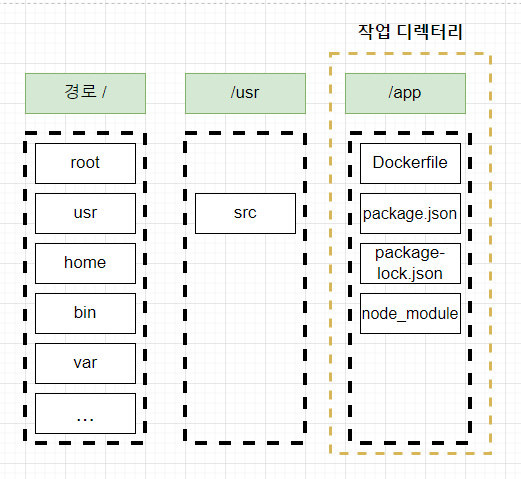 작업 디렉터리
경로 /
root
usr
home
bin
var
...
/usr
src
/app
Dockerfile
package.json
package-
lock.json
node_module